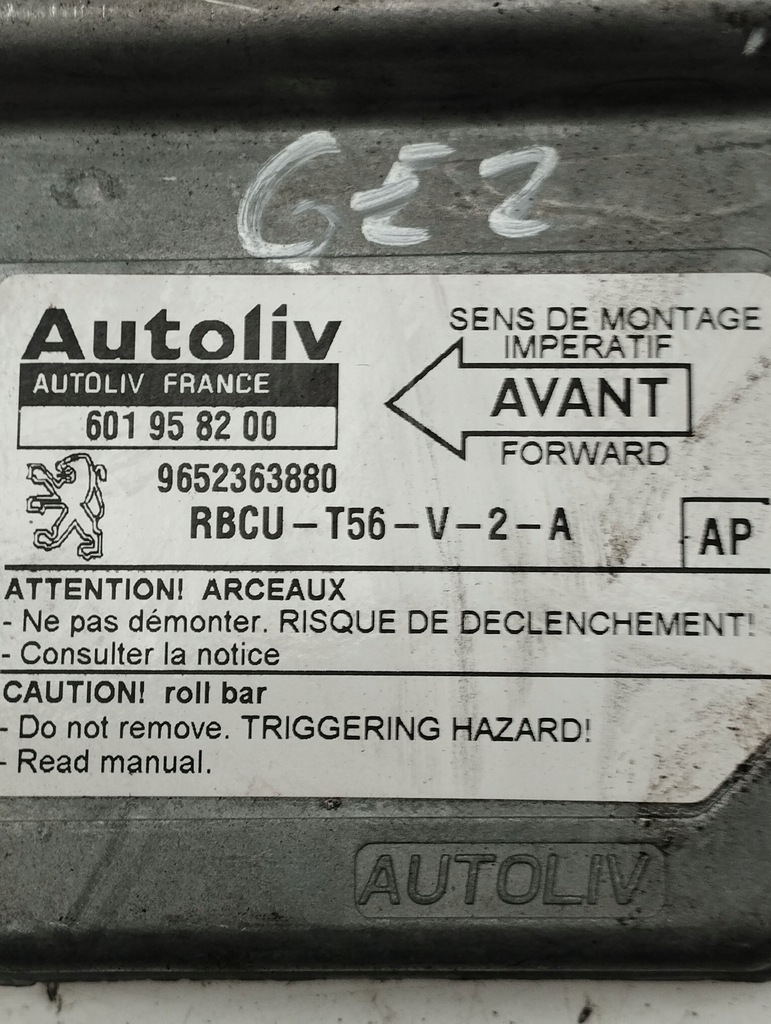 GE2
Autoliv
AUTOLIV FRANCE
601 95 82 00
9652363880
RBCU-T56-V-2-A
SENS DE MONTAGE
IMPERATIF
AVANT
FORWARD
AP
ATTENTION! ARCEAUX
- Ne pas démonter. RISQUE DE DECLENCHEMENT!
- Consulter la notice
CAUTION! roll bar
- Do not remove. TRIGGERING HAZARD!
- Read manual.
AUTOLIV